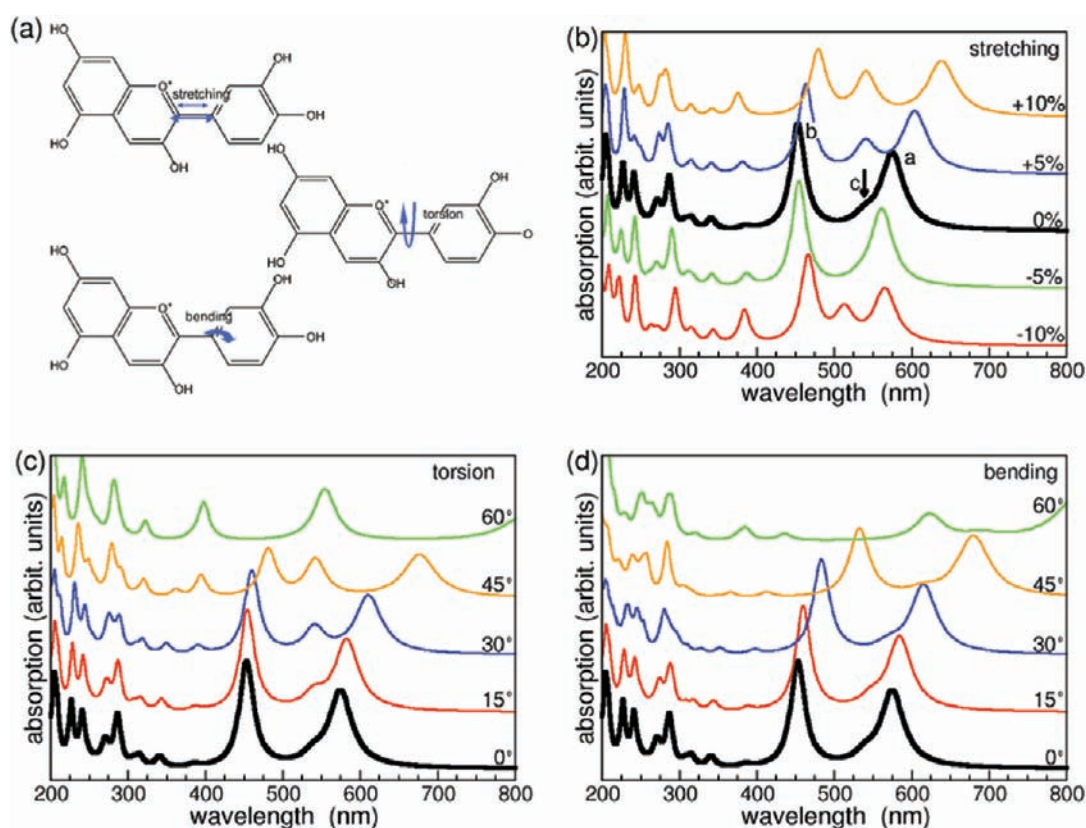 (a)
HO
OH
O⁺
stretching
OH
HO
OH
HO
OH
O⁺
torsion
O
HO
OH
HO
OH
O⁺
bending
OH
HO
OH
(b)
stretching
absorption (arbit. units)
+10%
+5%
0%
-5%
-10%
a
b
c
200 300 400 500 600 700 800
wavelength (nm)
(c)
torsion
absorption (arbit. units)
60°
45°
30°
15°
0°
200 300 400 500 600 700 800
wavelength (nm)
(d)
bending
absorption (arbit. units)
60°
45°
30°
15°
0°
200 300 400 500 600 700 800
wavelength (nm)